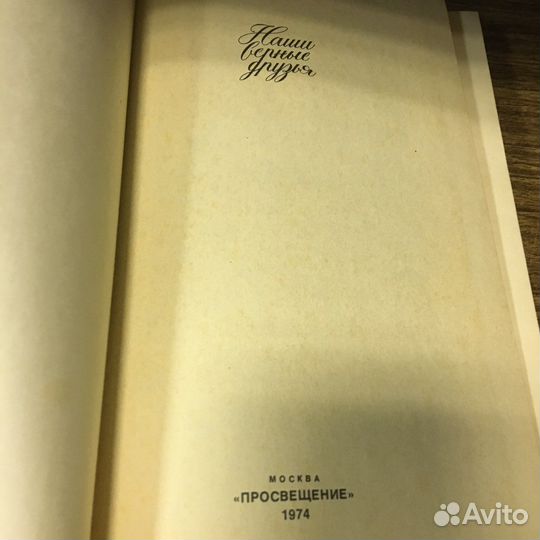 Наши
верные
друзья
МОСКВА
«ПРОСВЕЩЕНИЕ»
1974
Avito